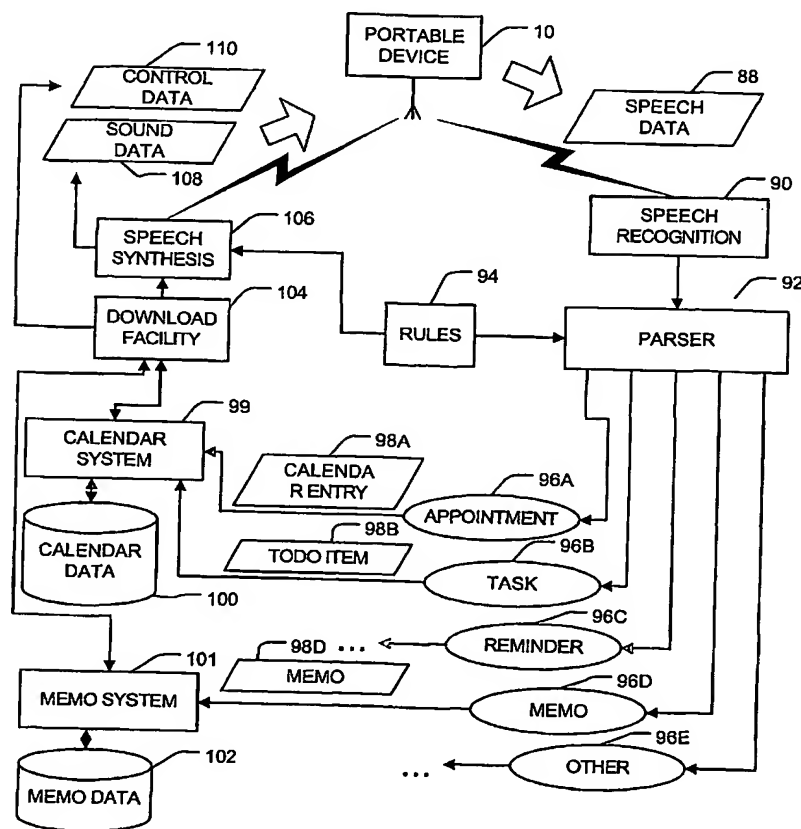 110
CONTROL
DATA
SOUND
DATA
108
PORTABLE
DEVICE
10
88
SPEECH
DATA
90
SPEECH
RECOGNITION
106
SPEECH
SYNTHESIS
104
DOWNLOAD
FACILITY
94
RULES
92
PARSER
99
CALENDAR
SYSTEM
98A
CALENDA
R ENTRY
96A
APPOINTMENT
98B
TODO ITEM
96B
TASK
CALENDAR
DATA
100
96C
REMINDER
...
98D
MEMO
101
MEMO SYSTEM
96D
MEMO
96E
OTHER
...
102
MEMO DATA